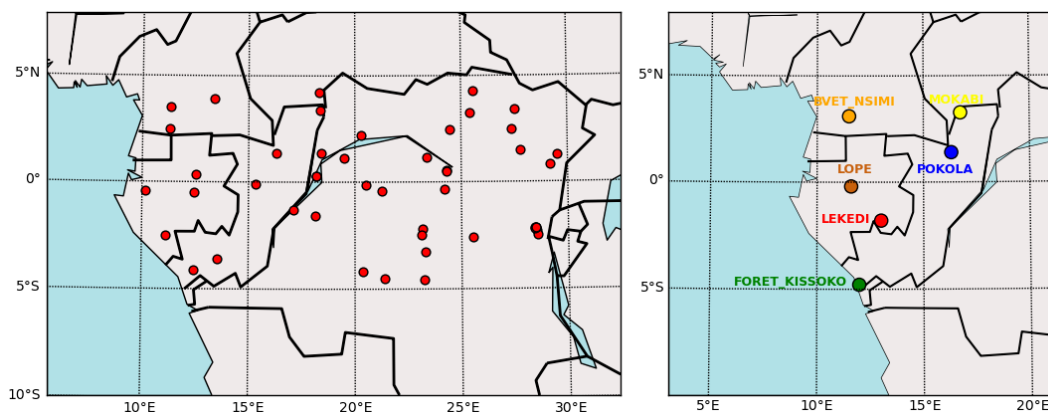 5°N
0°
5°S
10°S
10°E
15°E
20°E
25°E
30°E
5°N
0°
5°S
5°E
10°E
15°E
20°E
BVET_NSIMI
MOKABI
LOPE
POKOLA
LEKEDI
FORET_KISSOKO